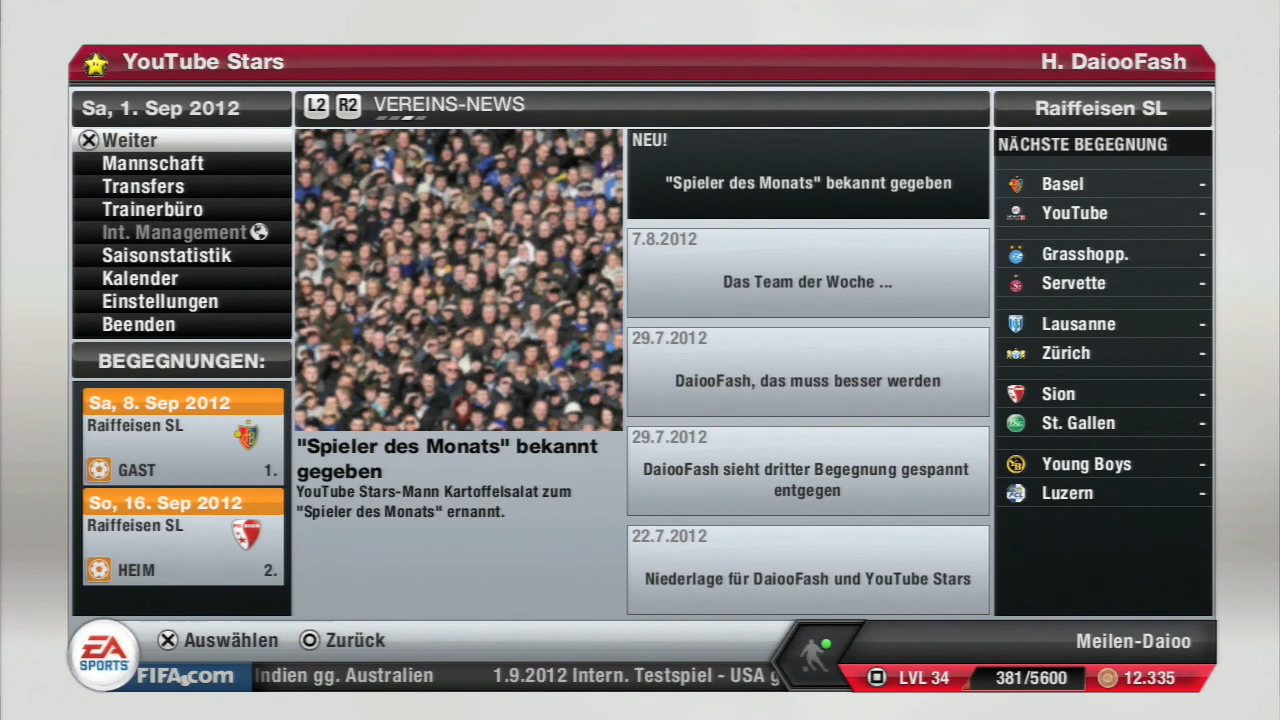 YouTube Stars
H. DaiooFash
Sa, 1. Sep 2012
L2 R2 VEREINS-NEWS
Raiffeisen SL
Weiter
Mannschaft
Transfers
Trainerbüro
Int. Management
Saisonstatistik
Kalender
Einstellungen
Beenden
BEGEGNUNGEN:
Sa, 8. Sep 2012
Raiffeisen SL
GAST 1.
So, 16. Sep 2012
Raiffeisen SL
HEIM 2.
"Spieler des Monats" bekannt
gegeben
YouTube Stars-Mann Kartoffelsalat zum
"Spieler des Monats" ernannt.
NEU!
"Spieler des Monats" bekannt gegeben
7.8.2012
Das Team der Woche ...
29.7.2012
DaiooFash, das muss besser werden
29.7.2012
DaiooFash sieht dritter Begegnung gespannt
entgegen
22.7.2012
Niederlage für DaiooFash und YouTube Stars
NÄCHSTE BEGEGNUNG
Basel -
YouTube -
Grasshopp. -
Servette -
Lausanne -
Zürich -
Sion -
St. Gallen -
Young Boys -
Luzern -
Auswählen Zurück
Meilen-Daioo
EA
SPORTS
FIFA.com
Indien gg. Australien 1.9.2012 Intern. Testspiel - USA g
LVL 34 381/5600 12.335